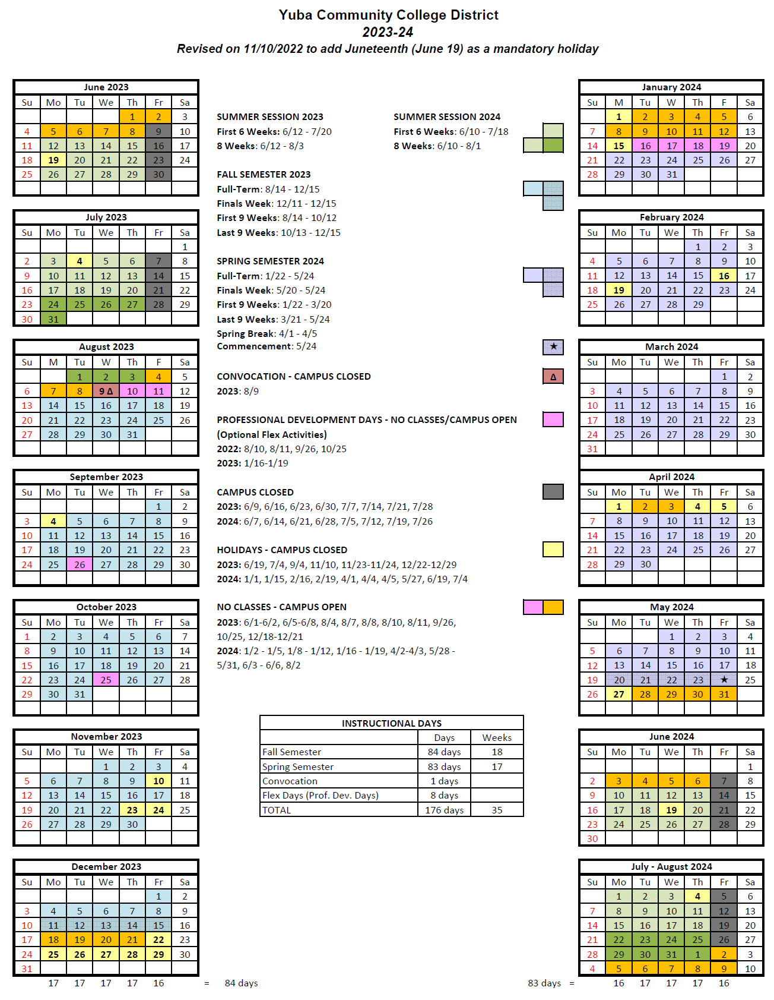 Yuba Community College District
2023-24
Revised on 11/10/2022 to add Juneteenth (June 19) as a mandatory holiday
June 2023
Su Mo Tu We Th Fr Sa
1 2 3
4 5 6 7 8 9 10
11 12 13 14 15 16 17
18 19 20 21 22 23 24
25 26 27 28 29 30
July 2023
Su Mo Tu We Th Fr Sa
1
2 3 4 5 6 7 8
9 10 11 12 13 14 15
16 17 18 19 20 21 22
23 24 25 26 27 28 29
30 31
August 2023
Su M Tu W Th F Sa
1 2 3 4 5
6 7 8 9 Δ 10 11 12
13 14 15 16 17 18 19
20 21 22 23 24 25 26
27 28 29 30 31
September 2023
Su Mo Tu We Th Fr Sa
1 2
3 4 5 6 7 8 9
10 11 12 13 14 15 16
17 18 19 20 21 22 23
24 25 26 27 28 29 30
October 2023
Su Mo Tu We Th Fr Sa
1 2 3 4 5 6 7
8 9 10 11 12 13 14
15 16 17 18 19 20 21
22 23 24 25 26 27 28
29 30 31
November 2023
Su Mo Tu We Th Fr Sa
1 2 3 4
5 6 7 8 9 10 11
12 13 14 15 16 17 18
19 20 21 22 23 24 25
26 27 28 29 30
December 2023
Su Mo Tu We Th Fr Sa
1 2
3 4 5 6 7 8 9
10 11 12 13 14 15 16
17 18 19 20 21 22 23
24 25 26 27 28 29 30
31
17 17 17 17 16 = 84 days
SUMMER SESSION 2023
First 6 Weeks: 6/12 - 7/20
8 Weeks: 6/12 - 8/3
SUMMER SESSION 2024
First 6 Weeks: 6/10 - 7/18
8 Weeks: 6/10 - 8/1
FALL SEMESTER 2023
Full-Term: 8/14 - 12/15
Finals Week: 12/11 - 12/15
First 9 Weeks: 8/14 - 10/12
Last 9 Weeks: 10/13 - 12/15
SPRING SEMESTER 2024
Full-Term: 1/22 - 5/24
Finals Week: 5/20 - 5/24
First 9 Weeks: 1/22 - 3/20
Last 9 Weeks: 3/21 - 5/24
Spring Break: 4/1 - 4/5
Commencement: 5/24 ★
CONVOCATION - CAMPUS CLOSED Δ
2023: 8/9
PROFESSIONAL DEVELOPMENT DAYS - NO CLASSES/CAMPUS OPEN
(Optional Flex Activities)
2022: 8/10, 8/11, 9/26, 10/25
2023: 1/16-1/19
CAMPUS CLOSED
2023: 6/9, 6/16, 6/23, 6/30, 7/7, 7/14, 7/21, 7/28
2024: 6/7, 6/14, 6/21, 6/28, 7/5, 7/12, 7/19, 7/26
HOLIDAYS - CAMPUS CLOSED
2023: 6/19, 7/4, 9/4, 11/10, 11/23-11/24, 12/22-12/29
2024: 1/1, 1/15, 2/16, 2/19, 4/1, 4/4, 4/5, 5/27, 6/19, 7/4
NO CLASSES - CAMPUS OPEN
2023: 6/1-6/2, 6/5-6/8, 8/4, 8/7, 8/8, 8/10, 8/11, 9/26,
10/25, 12/18-12/21
2024: 1/2 - 1/5, 1/8 - 1/12, 1/16 - 1/19, 4/2-4/3, 5/28 -
5/31, 6/3 - 6/6, 8/2
INSTRUCTIONAL DAYS
Days Weeks
Fall Semester 84 days 18
Spring Semester 83 days 17
Convocation 1 days
Flex Days (Prof. Dev. Days) 8 days
TOTAL 176 days 35
January 2024
Su M Tu W Th F Sa
1 2 3 4 5 6
7 8 9 10 11 12 13
14 15 16 17 18 19 20
21 22 23 24 25 26 27
28 29 30 31
February 2024
Su Mo Tu We Th Fr Sa
1 2 3
4 5 6 7 8 9 10
11 12 13 14 15 16 17
18 19 20 21 22 23 24
25 26 27 28 29
March 2024
Su Mo Tu We Th Fr Sa
1 2
3 4 5 6 7 8 9
10 11 12 13 14 15 16
17 18 19 20 21 22 23
24 25 26 27 28 29 30
31
April 2024
Su Mo Tu We Th Fr Sa
1 2 3 4 5 6
7 8 9 10 11 12 13
14 15 16 17 18 19 20
21 22 23 24 25 26 27
28 29 30
May 2024
Su Mo Tu We Th Fr Sa
1 2 3 4
5 6 7 8 9 10 11
12 13 14 15 16 17 18
19 20 21 22 23 ★ 25
26 27 28 29 30 31
June 2024
Su Mo Tu We Th Fr Sa
1
2 3 4 5 6 7 8
9 10 11 12 13 14 15
16 17 18 19 20 21 22
23 24 25 26 27 28 29
30
July - August 2024
Su Mo Tu We Th Fr Sa
1 2 3 4 5 6
7 8 9 10 11 12 13
14 15 16 17 18 19 20
21 22 23 24 25 26 27
28 29 30 31 1 2 3
4 5 6 7 8 9 10
83 days = 16 17 17 17 16